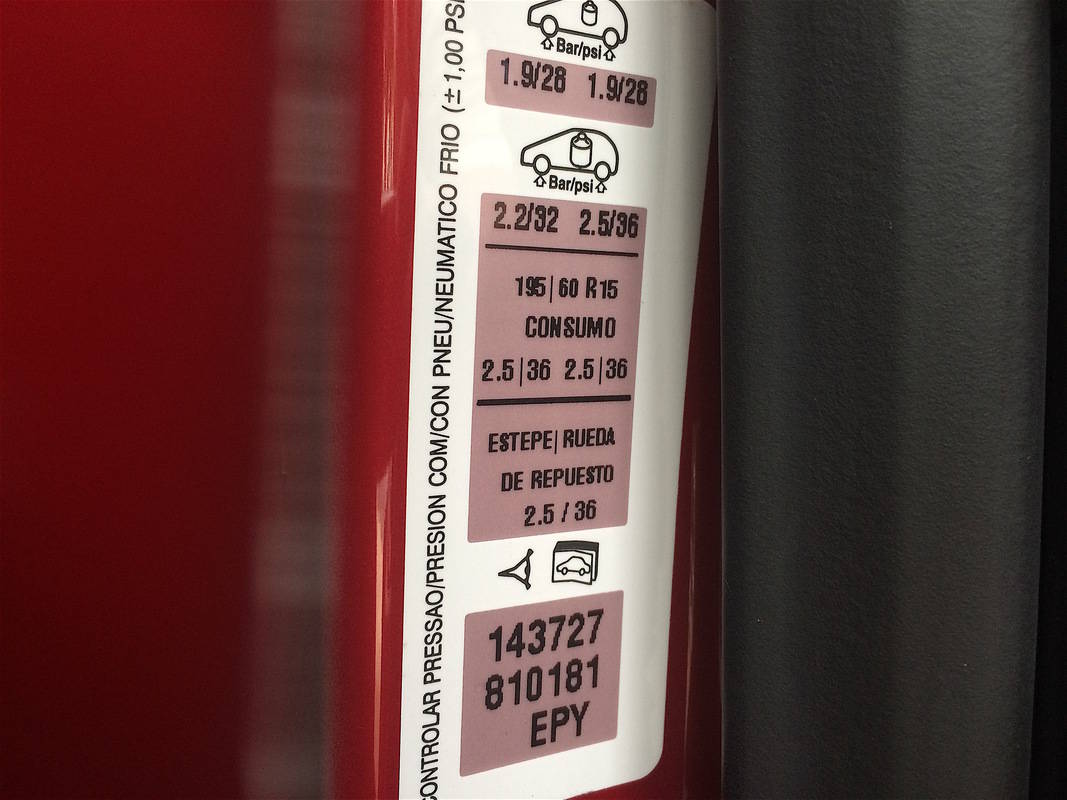 CONTROLAR PRESSAO/PRESION COM/CON PNEU/NEUMATICO FRIO (± 1,00 PSI
Bar/psi
1.9/28 1.9/28
Bar/psi
2.2/32 2.5/36
195|60 R15
CONSUMO
2.5|36 2.5|36
ESTEPE|RUEDA
DE REPUESTO
2.5 / 36
143727
810181
EPY